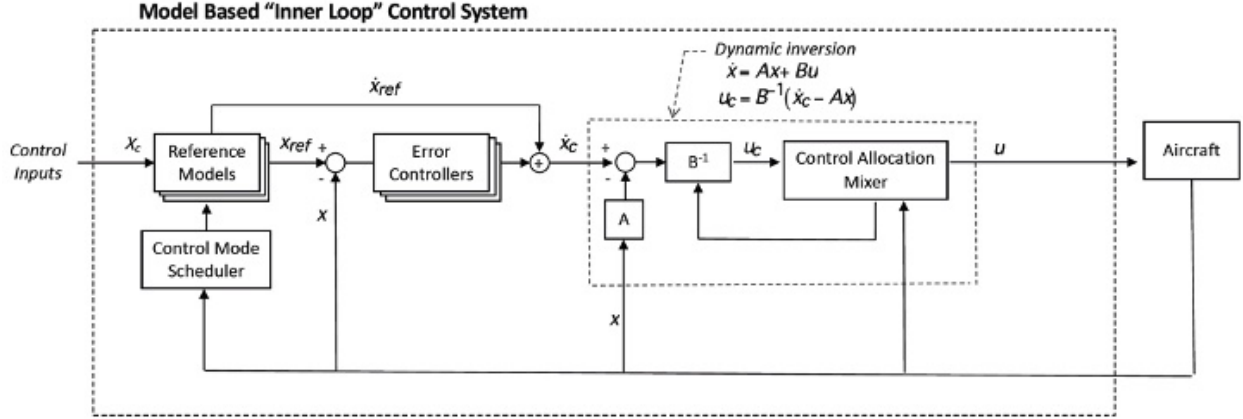 Model Based “Inner Loop” Control System
Dynamic inversion
ẋ = Ax + Bu
u_c = B⁻¹(ẋ_c – Ax)
ẋ_ref
Control
Inputs
X_c
Reference
Models
x_ref
+
-
x
Error
Controllers
+
ẋ_c
+
-
B⁻¹
u_c
Control Allocation
Mixer
u
Aircraft
A
Control Mode
Scheduler
x